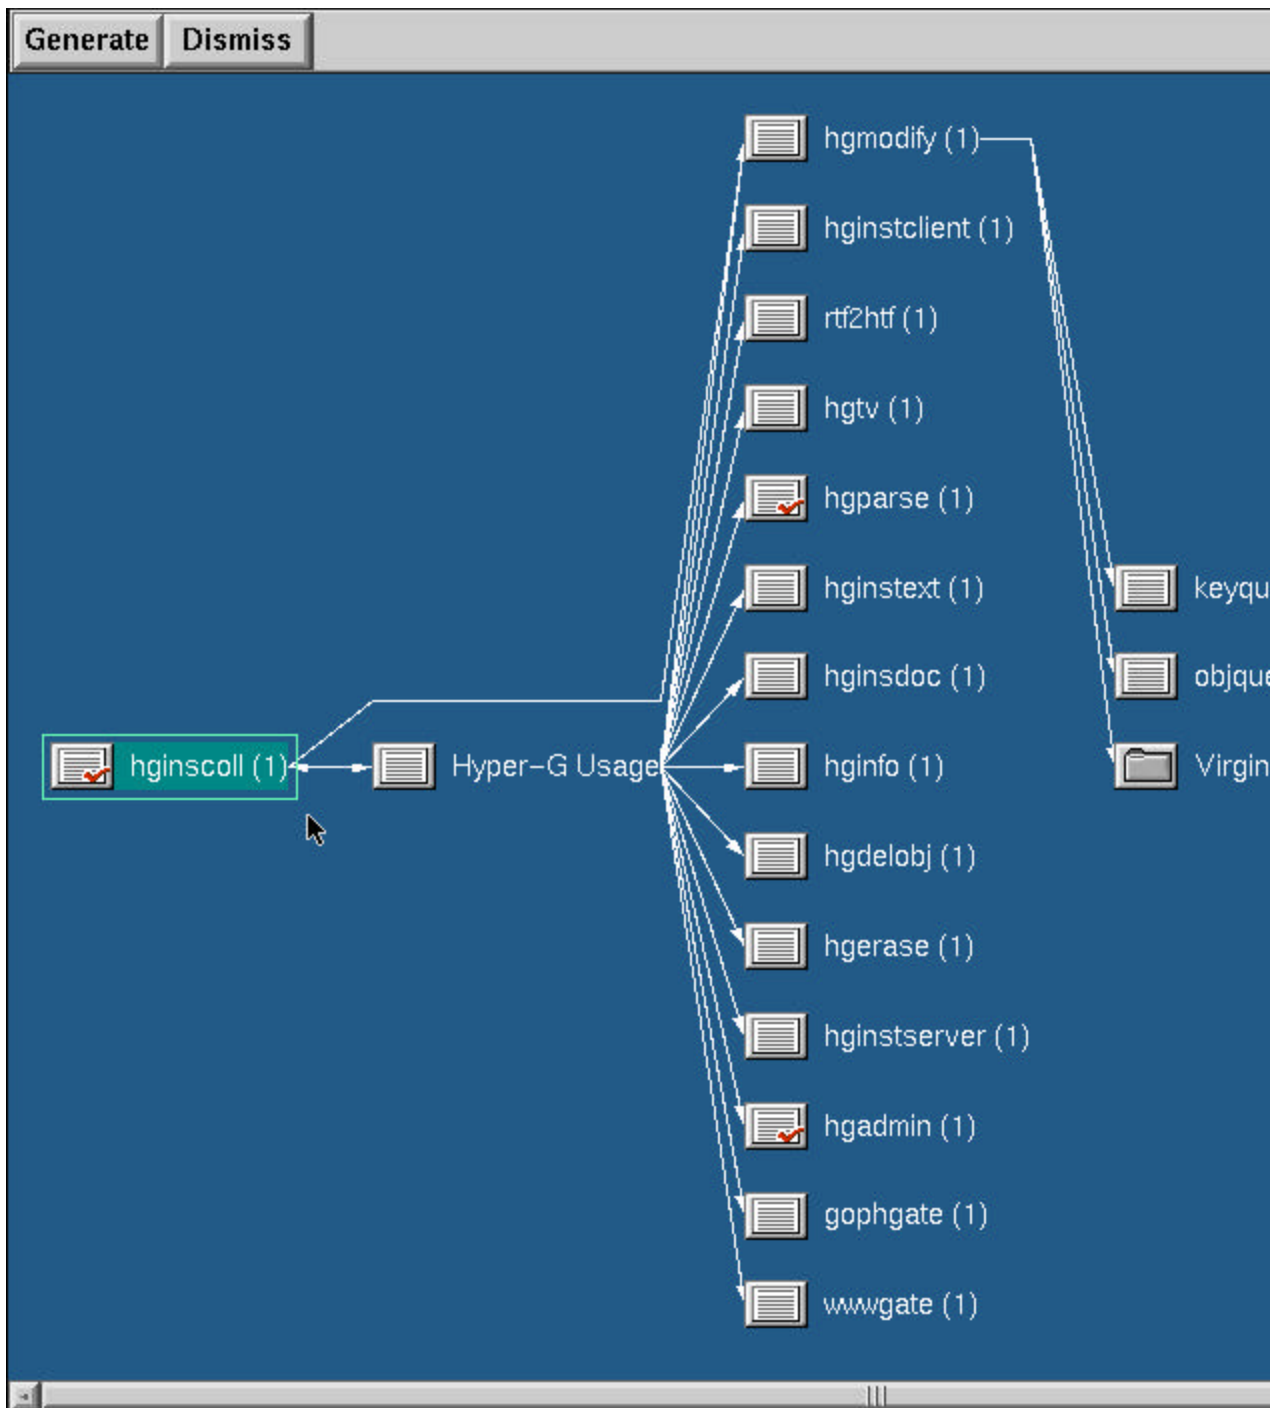 Generate Dismiss
hgmodify (1)
hginstclient (1)
rtf2htf (1)
hgtv (1)
hgparse (1)
hginstext (1)
keyqu
hginsdoc (1)
objque
hginscoll (1) Hyper-G Usage hginfo (1) Virgin
hgdelobj (1)
hgerase (1)
hginstserver (1)
hgadmin (1)
gophgate (1)
wwwgate (1)